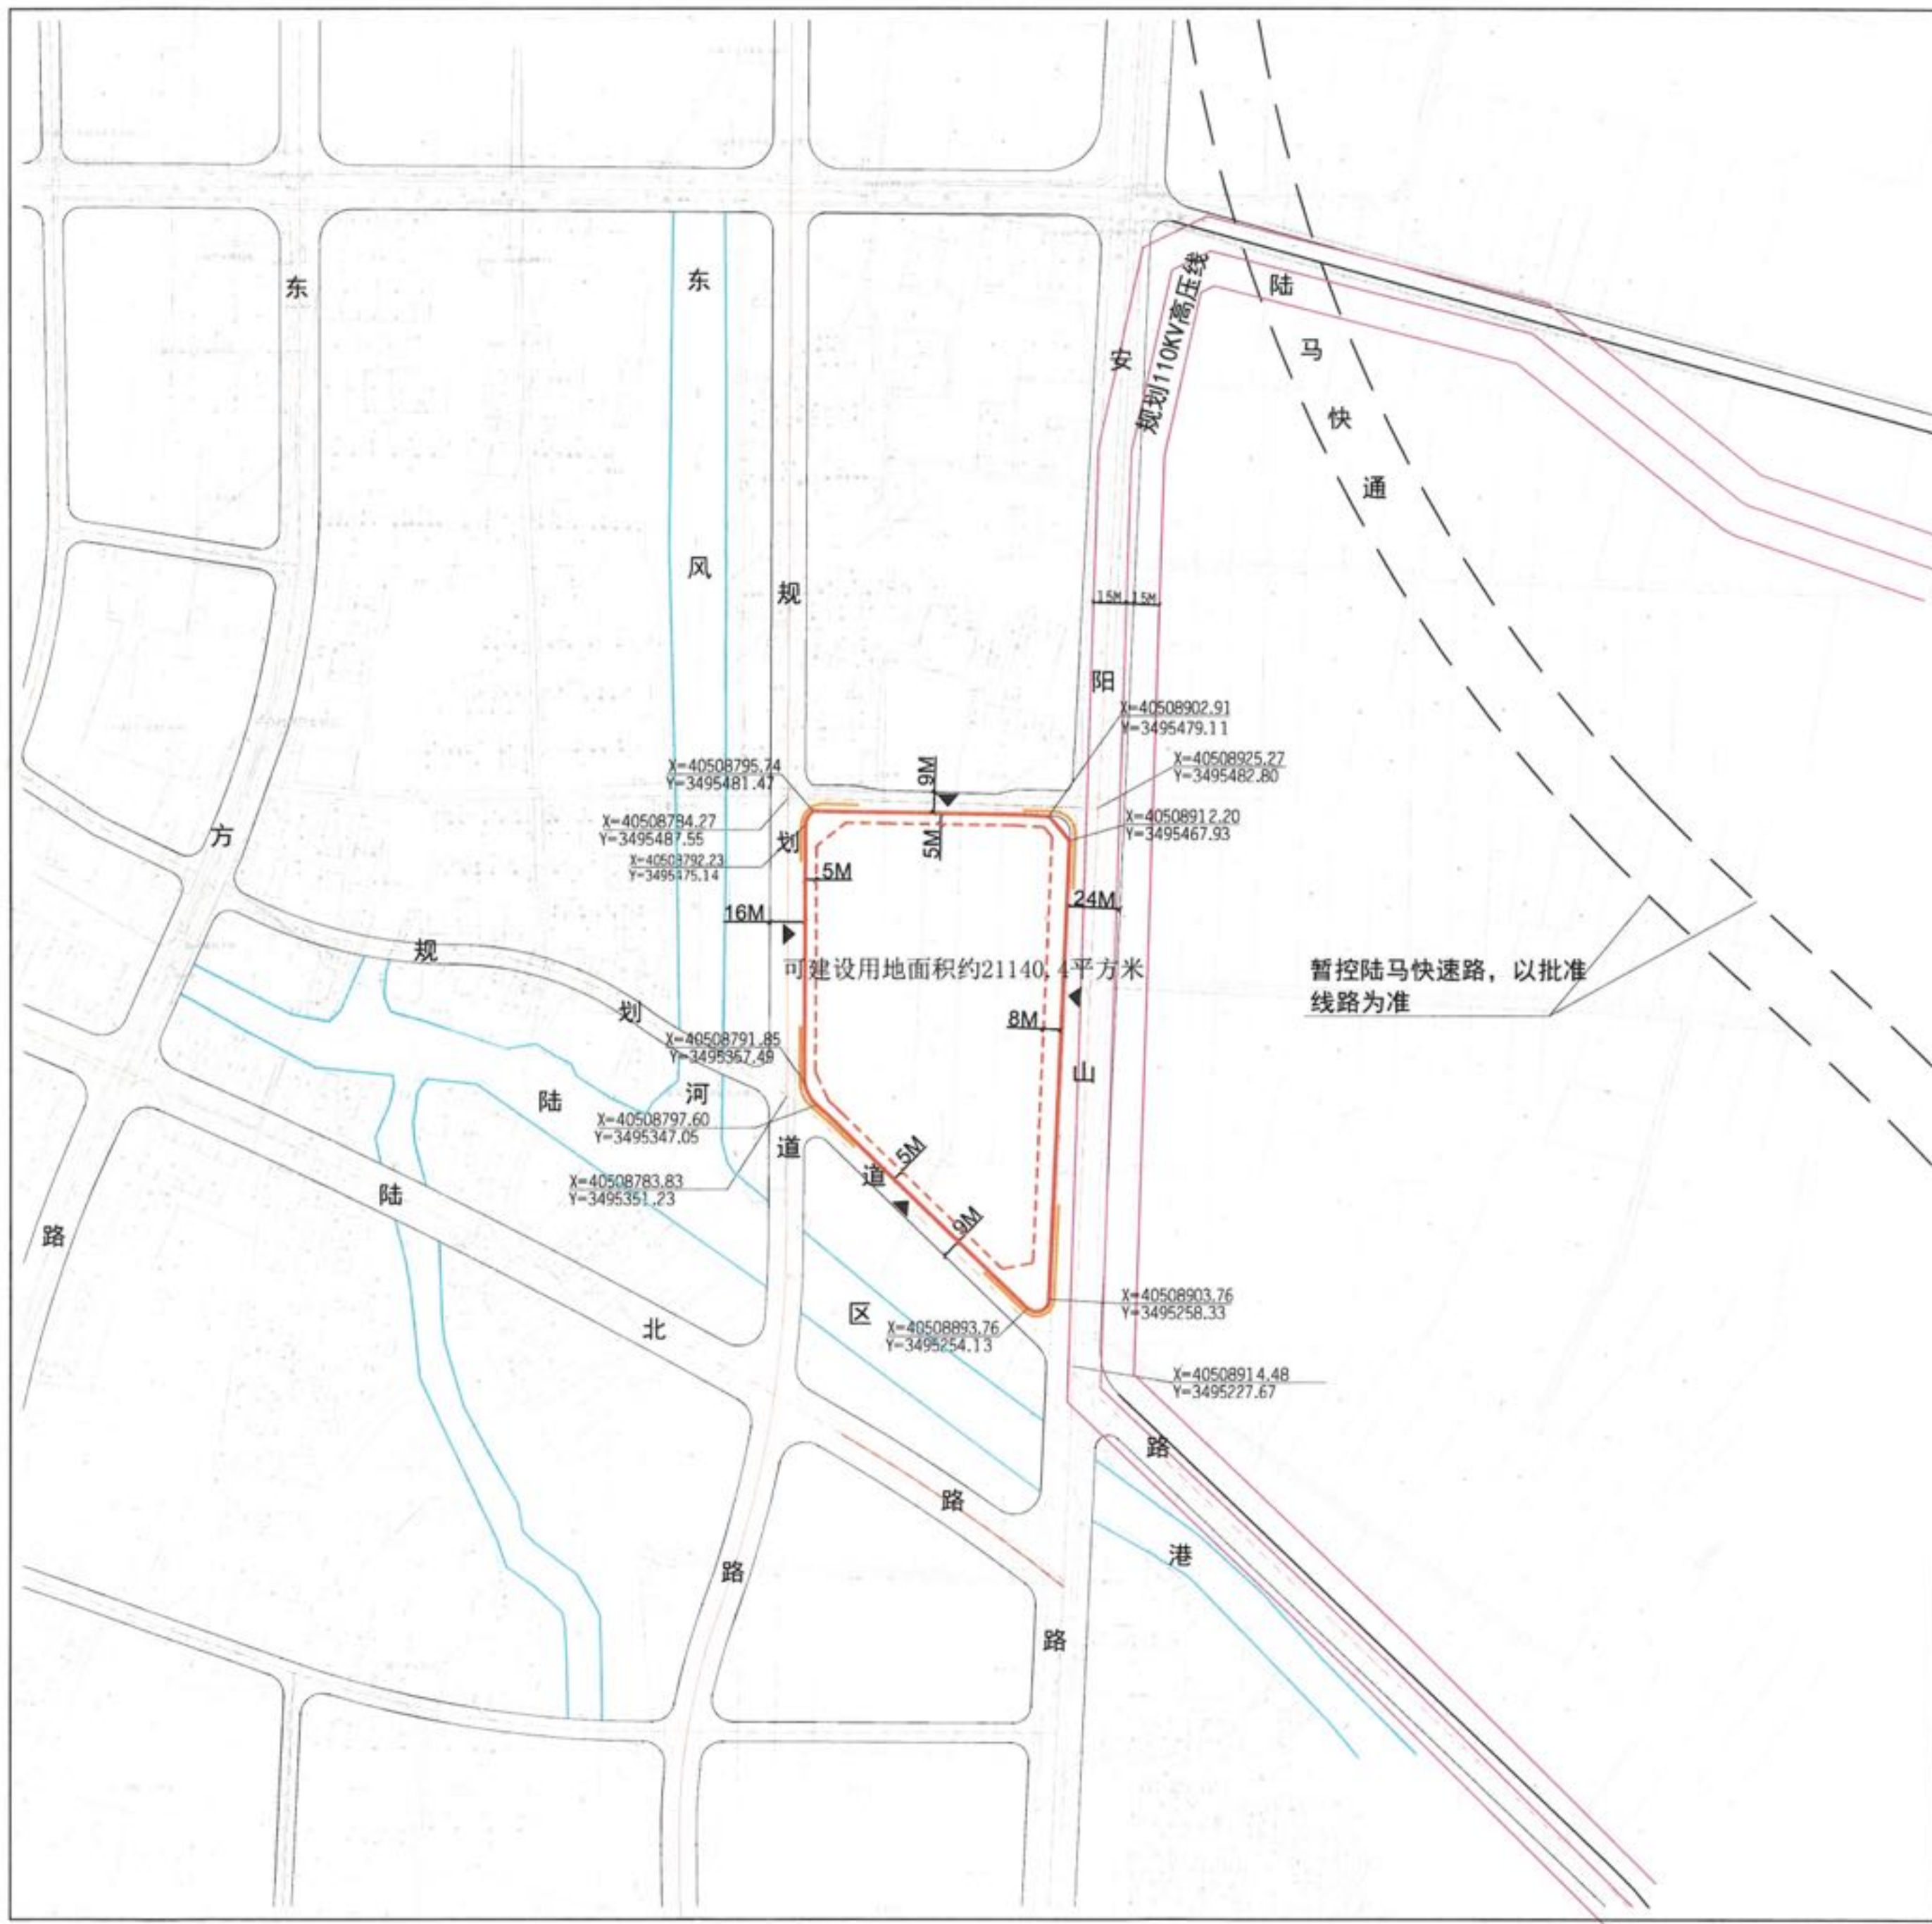 东
东
陆
马
快
通
安
规划110KV高压线
风
规
15M
15M
阳
X=40508902.91
Y=3495479.11
X=40508925.27
Y=3495482.80
X=40508795.74
Y=3495481.47
9M
X=40508784.27
Y=3495487.55
X=40508912.20
Y=3495467.93
方
划
5M
X=40508792.23
Y=3495475.14
5M
24M
16M
规
可建设用地面积约21140.4平方米
暂控陆马快速路，以批准
线路为准
划
8M
X=40508791.85
Y=3495357.49
山
陆
河
X=40508797.60
Y=3495347.05
道
道
5M
X=40508783.83
Y=3495351.23
陆
路
9M
X=40508903.76
Y=3495258.33
区
北
X=40508893.76
Y=3495254.13
X=40508914.48
Y=3495227.67
路
路
港
路
路